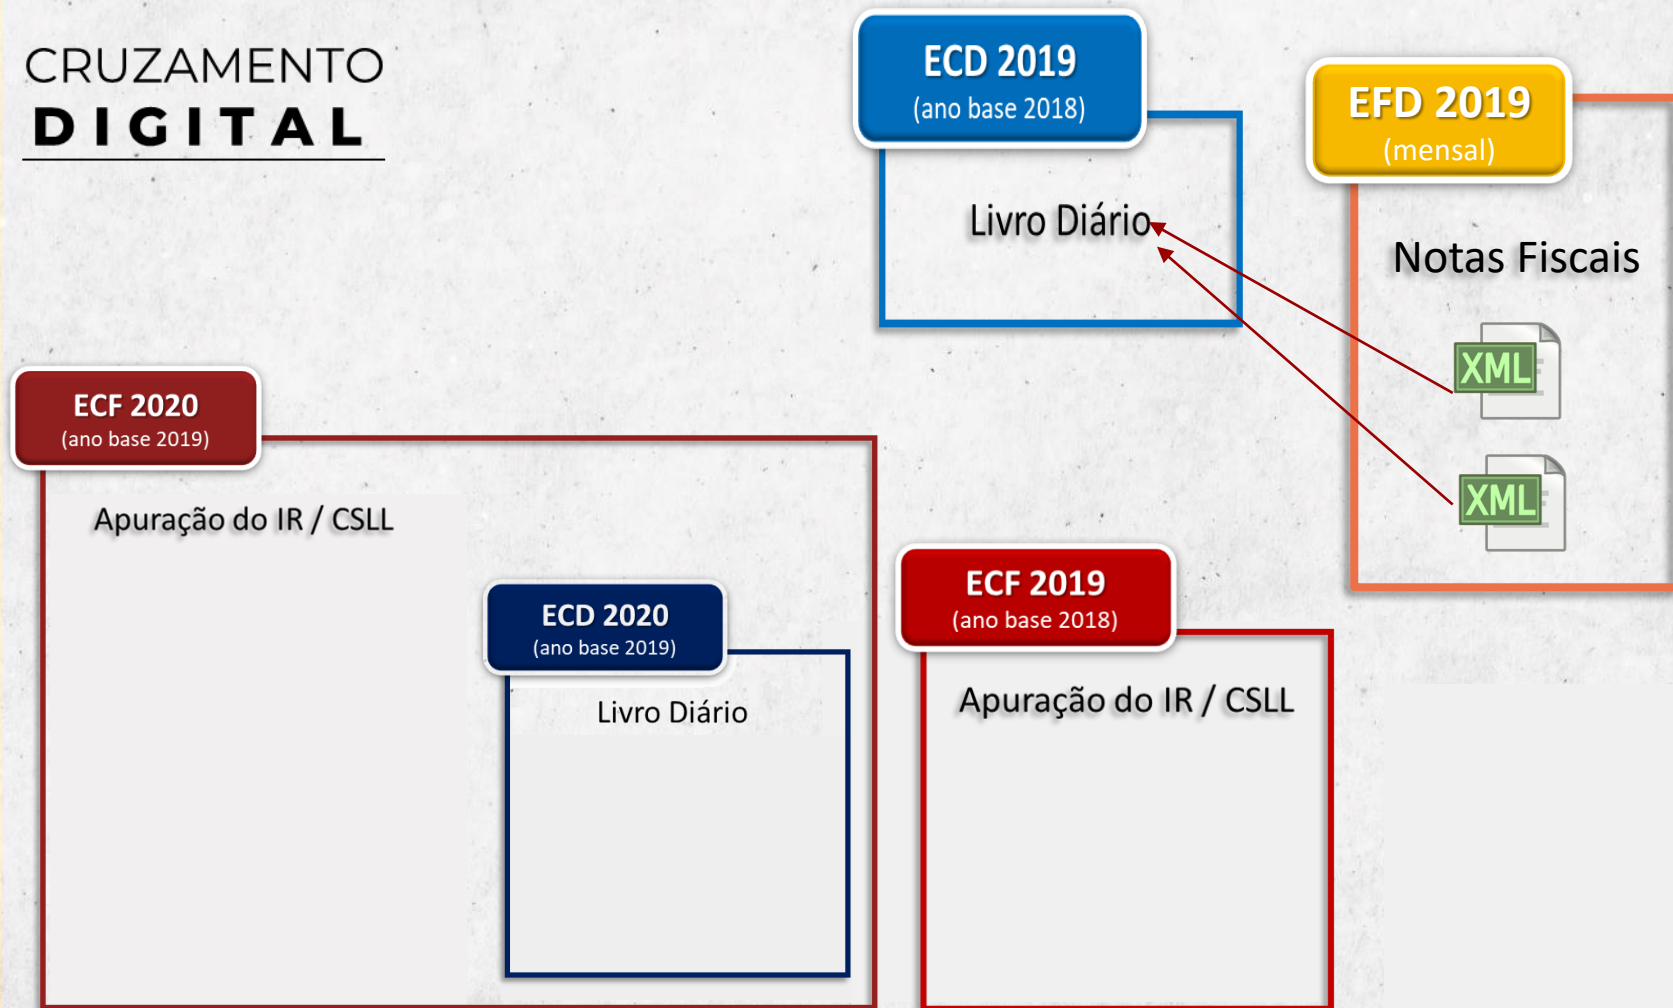 CRUZAMENTO
DIGITAL
ECD 2019
(ano base 2018)
Livro Diário
EFD 2019
(mensal)
Notas Fiscais
XML
XML
ECF 2020
(ano base 2019)
Apuração do IR / CSLL
ECD 2020
(ano base 2019)
Livro Diário
ECF 2019
(ano base 2018)
Apuração do IR / CSLL